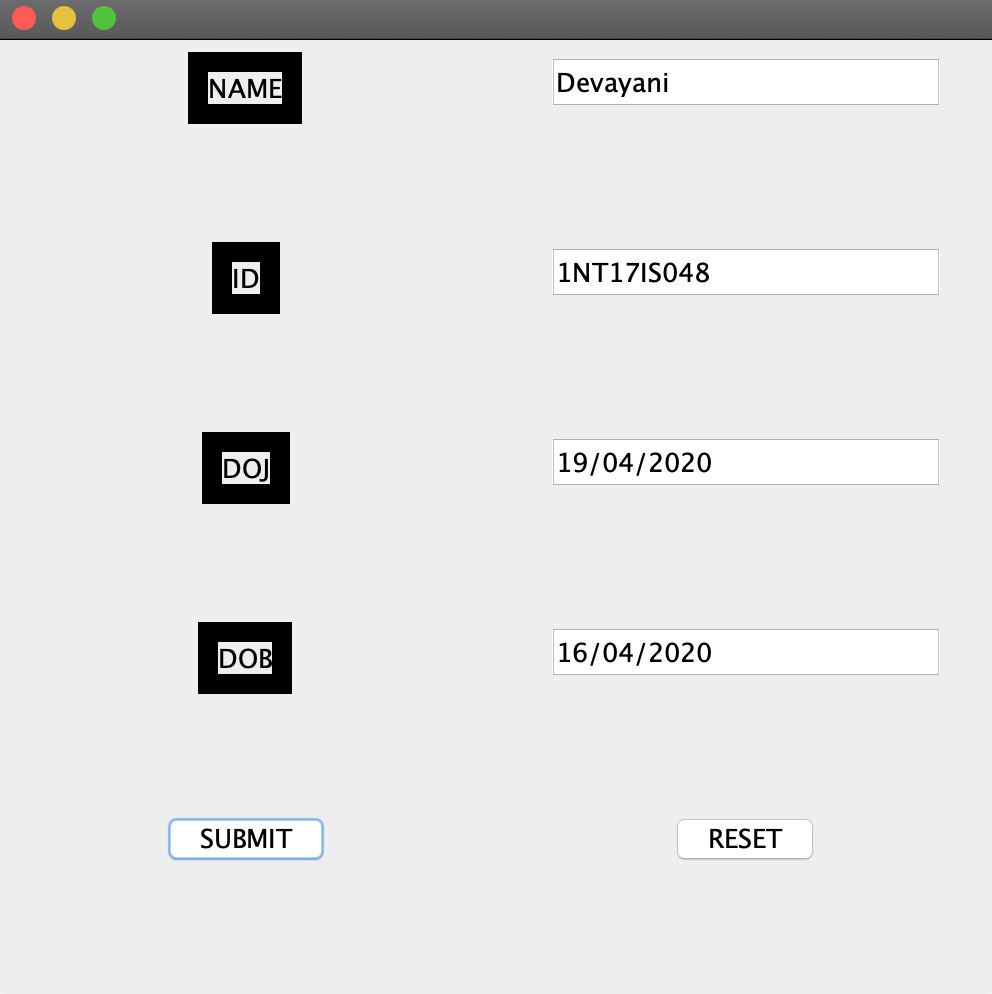 NAME Devayani
ID 1NT17IS048
DOJ 19/04/2020
DOB 16/04/2020
SUBMIT RESET